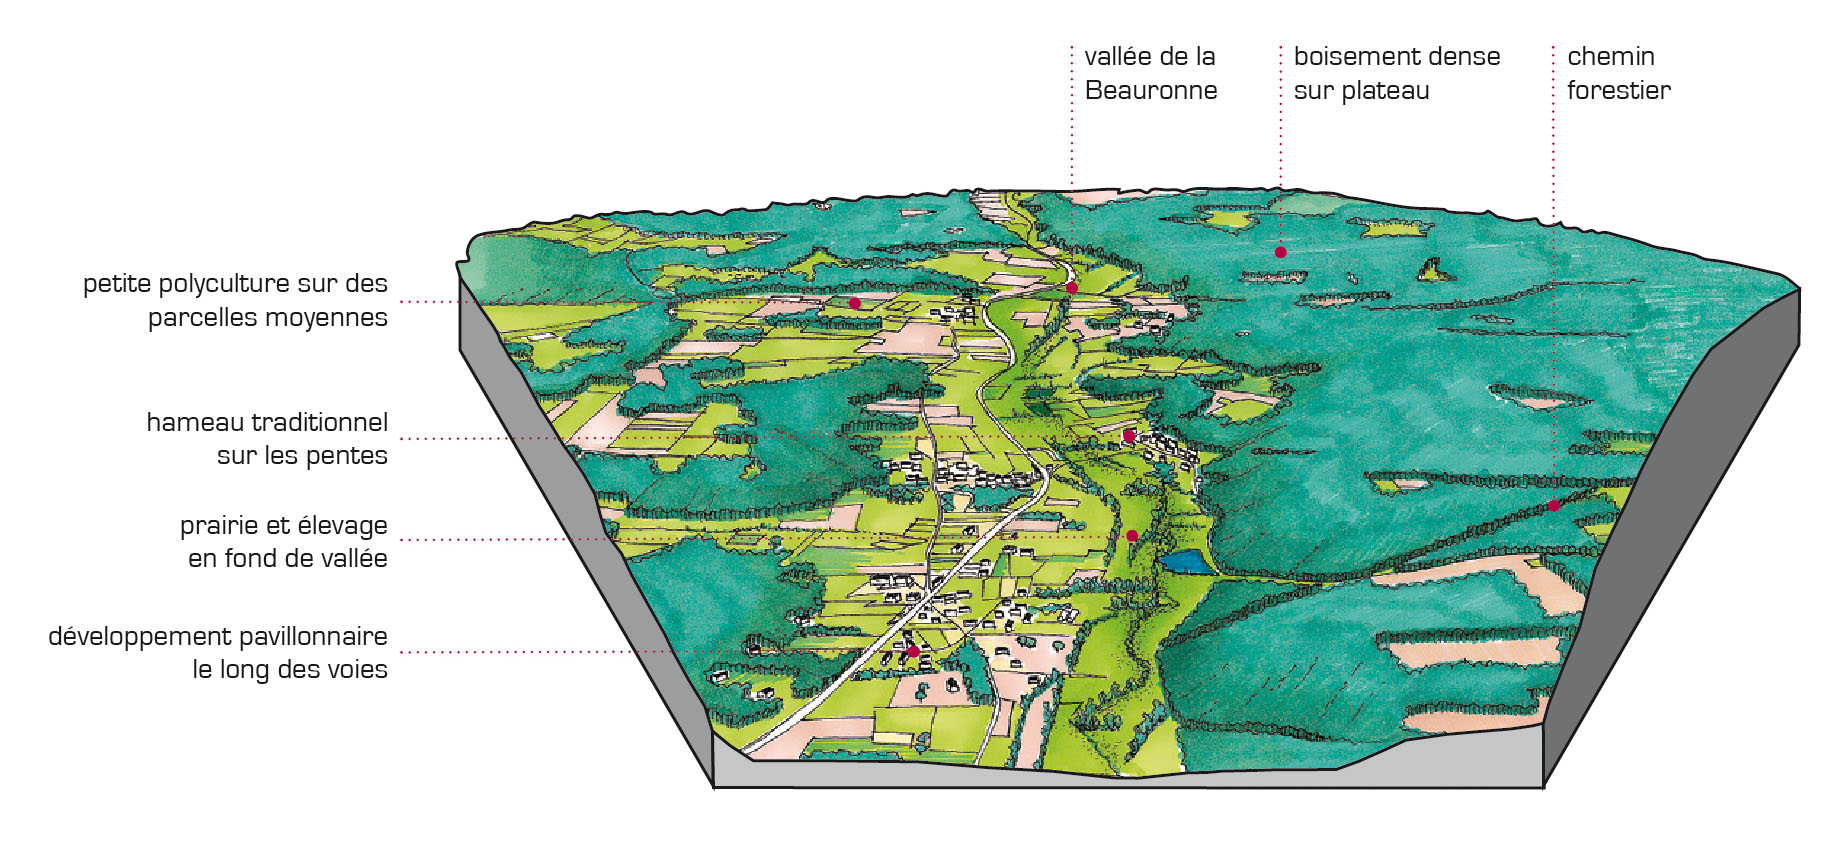 vallée de la
Beauronne
boisement dense
sur plateau
chemin
forestier
petite polyculture sur des
parcelles moyennes
hameau traditionnel
sur les pentes
prairie et élevage
en fond de vallée
développement pavillonnaire
le long des voies